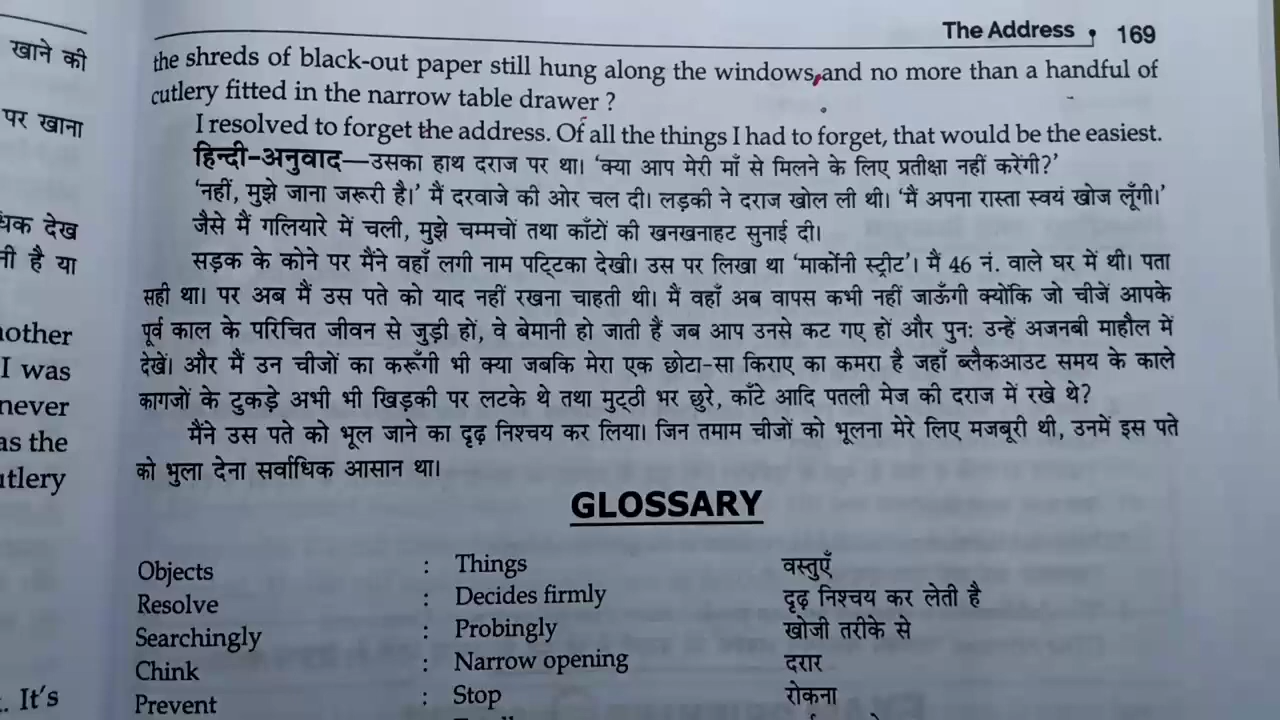 खाने की
पर खाना
धिक देख
नी है या
nother
I was
never
as the
utlery
. It's
The Address 169
the shreds of black-out paper still hung along the windows, and no more than a handful of
cutlery fitted in the narrow table drawer ?
I resolved to forget the address. Of all the things I had to forget, that would be the easiest.
हिन्दी-अनुवाद—उसका हाथ दराज पर था। ‘क्या आप मेरी माँ से मिलने के लिए प्रतीक्षा नहीं करेंगी?’
‘नहीं, मुझे जाना जरूरी है।’ मैं दरवाजे की ओर चल दी। लड़की ने दराज खोल ली थी। ‘मैं अपना रास्ता स्वयं खोज लूँगी।’
जैसे मैं गलियारे में चली, मुझे चम्मचों तथा काँटों की खनखनाहट सुनाई दी।
सड़क के कोने पर मैंने वहाँ लगी नाम पट्टिका देखी। उस पर लिखा था ‘मार्कोनी स्ट्रीट’। मैं 46 नं. वाले घर में थी। पता
सही था। पर अब मैं उस पते को याद नहीं रखना चाहती थी। मैं वहाँ अब वापस कभी नहीं जाऊँगी क्योंकि जो चीजें आपके
पूर्व काल के परिचित जीवन से जुड़ी हों, वे बेमानी हो जाती हैं जब आप उनसे कट गए हों और पुनः उन्हें अजनबी माहौल में
देखें। और मैं उन चीजों का करूँगी भी क्या जबकि मेरा एक छोटा-सा किराए का कमरा है जहाँ ब्लैकआउट समय के काले
कागजों के टुकड़े अभी भी खिड़की पर लटके थे तथा मुट्ठी भर छुरे, काँटे आदि पतली मेज की दराज में रखे थे?
मैंने उस पते को भूल जाने का दृढ़ निश्चय कर लिया। जिन तमाम चीजों को भूलना मेरे लिए मजबूरी थी, उनमें इस पते
को भुला देना सर्वाधिक आसान था।
GLOSSARY
Objects : Things वस्तुएँ
Resolve : Decides firmly दृढ़ निश्चय कर लेती है
Searchingly : Probingly खोजी तरीके से
Chink : Narrow opening दरार
Prevent : Stop रोकना